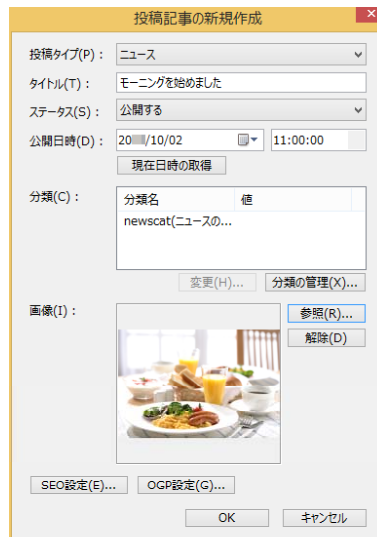 投稿記事の新規作成
投稿タイプ(P)： ニュース
タイトル(T)： モーニングを始めました
ステータス(S)： 公開する
公開日時(D)： 20 /10/02 11:00:00
現在日時の取得
分類(C)：
分類名 値
newscat(ニュースの...
変更(H)... 分類の管理(X)...
画像(I)： 参照(R)...
解除(D)
SEO設定(E)... OGP設定(G)...
OK キャンセル